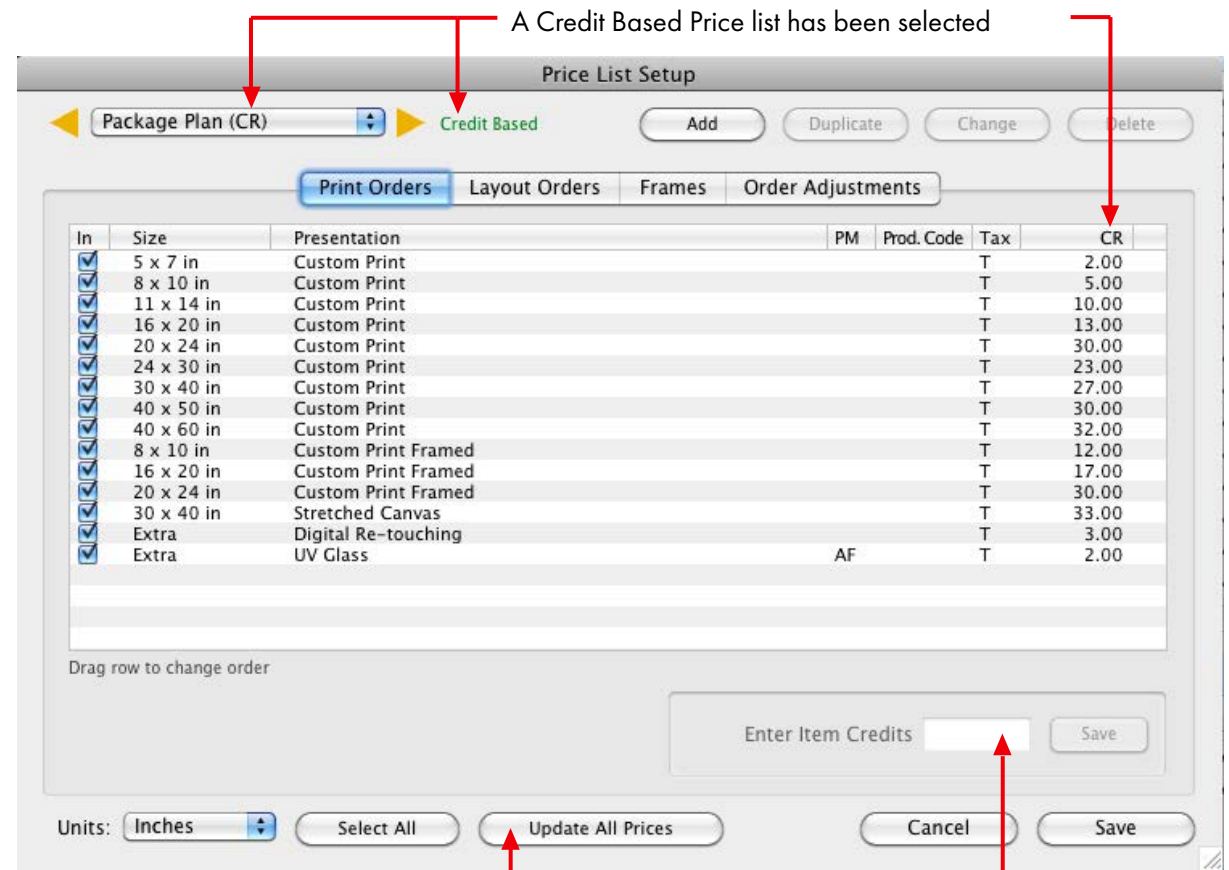 A Credit Based Price list has been selected
Price List Setup
Package Plan (CR) Credit Based Add Duplicate Change Delete
Print Orders Layout Orders Frames Order Adjustments
In Size Presentation PM Prod. Code Tax CR
5 x 7 in Custom Print T 2.00
8 x 10 in Custom Print T 5.00
11 x 14 in Custom Print T 10.00
16 x 20 in Custom Print T 13.00
20 x 24 in Custom Print T 30.00
24 x 30 in Custom Print T 23.00
30 x 40 in Custom Print T 27.00
40 x 50 in Custom Print T 30.00
40 x 60 in Custom Print T 32.00
8 x 10 in Custom Print Framed T 12.00
16 x 20 in Custom Print Framed T 17.00
20 x 24 in Custom Print Framed T 30.00
30 x 40 in Stretched Canvas T 33.00
Extra Digital Re-touching T 3.00
Extra UV Glass AF T 2.00
Drag row to change order
Enter Item Credits Save
Units: Inches Select All Update All Prices Cancel Save